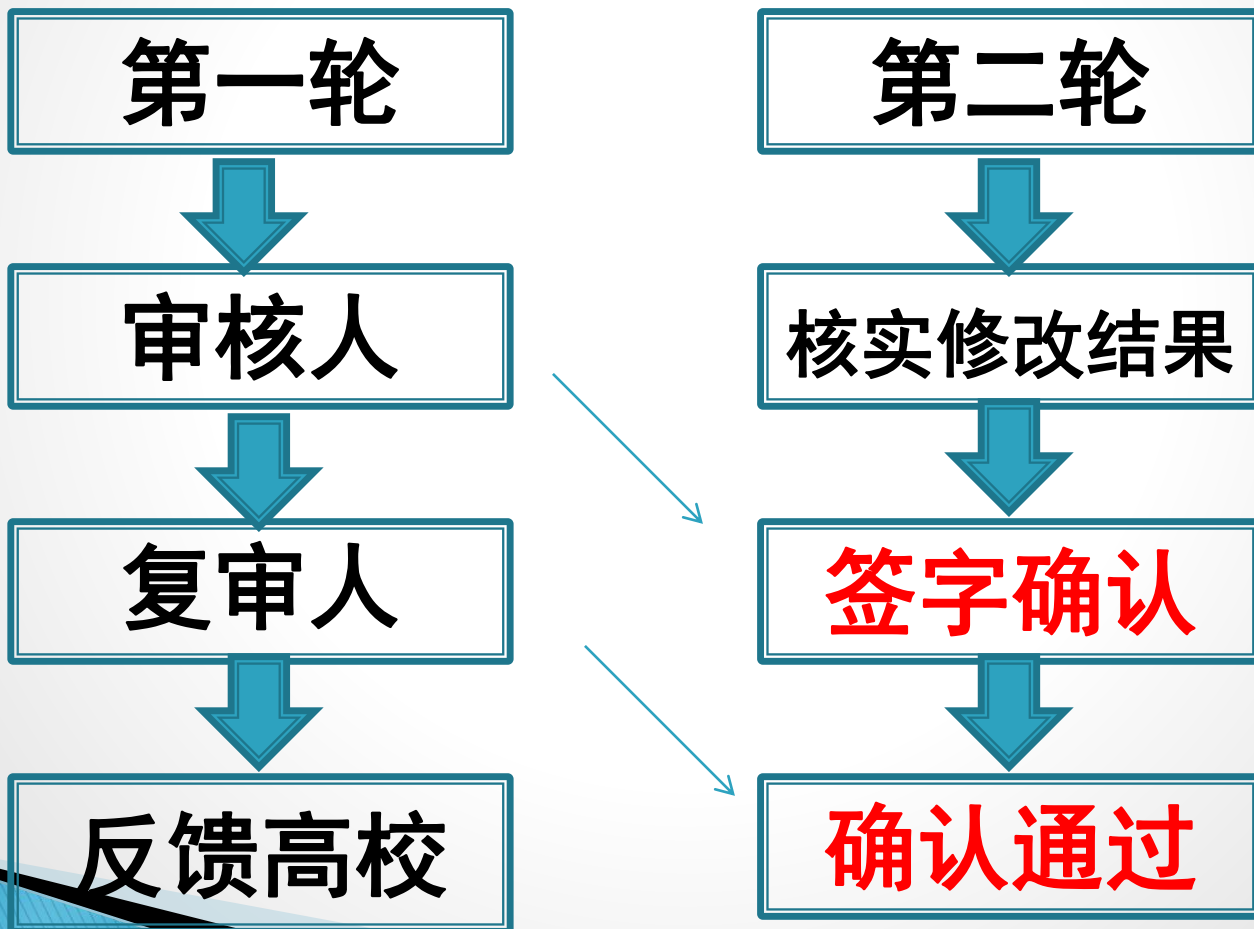 第一轮
审核人
复审人
反馈高校
第二轮
核实修改结果
签字确认
确认通过